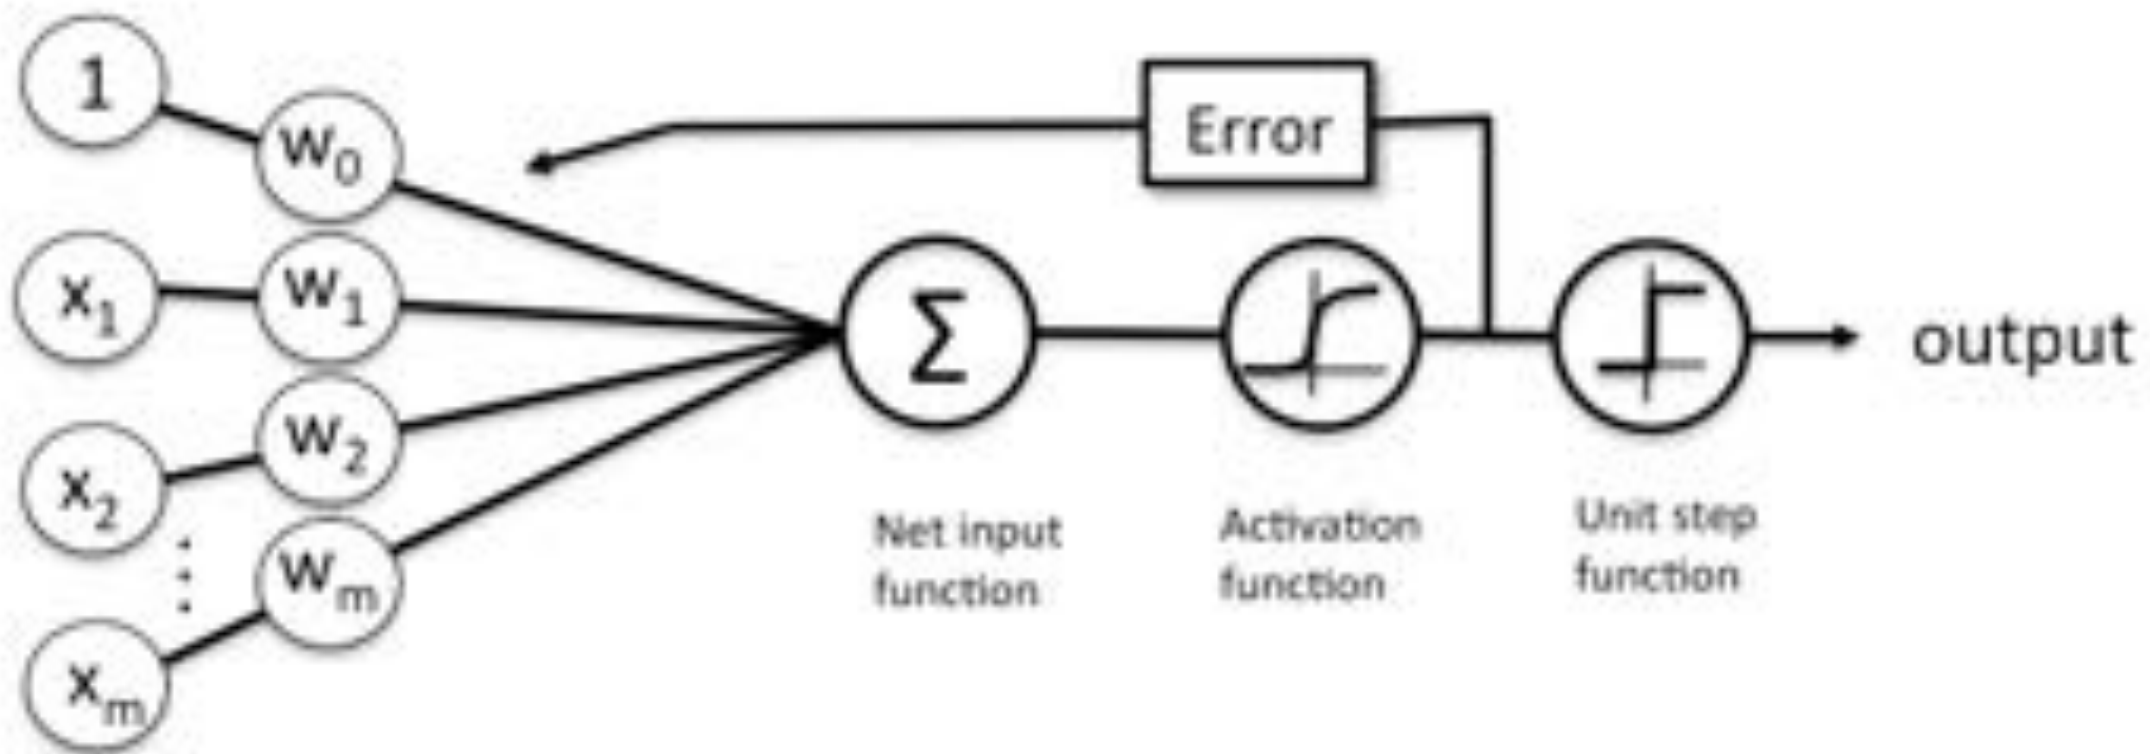 1
w0
x1
w1
x2
w2
xm
wm
Error
Σ
output
Net input
function
Activation
function
Unit step
function